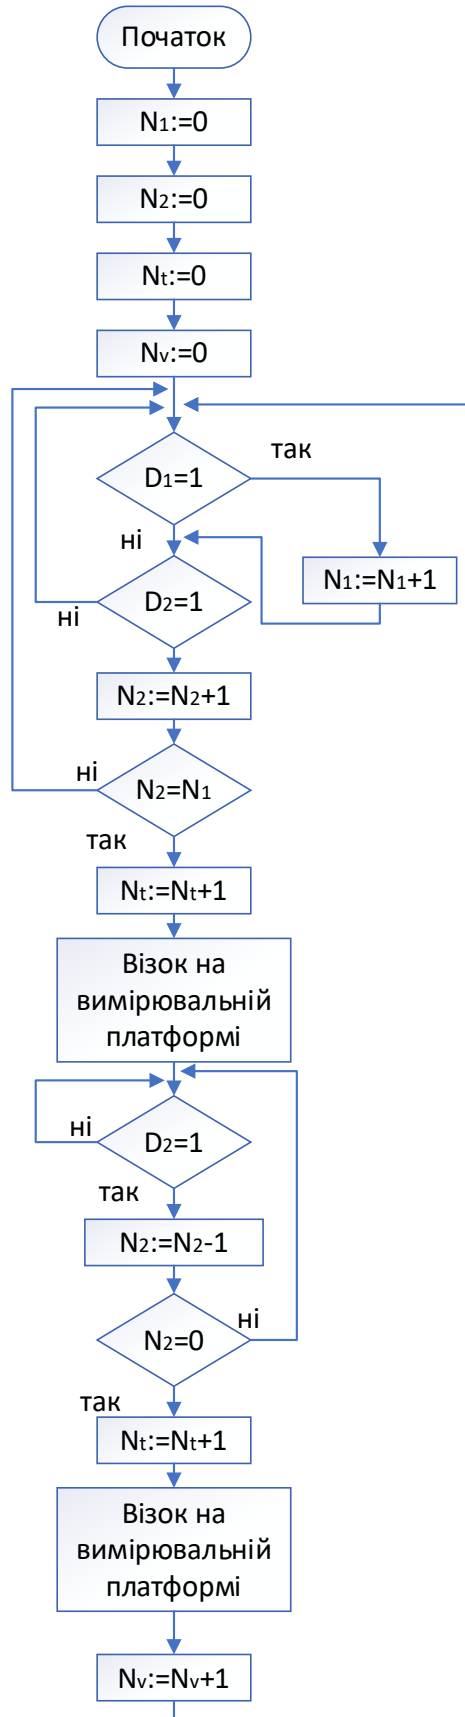 Початок
N1:=0
N2:=0
Nt:=0
Nv:=0
D1=1
так
ні
N1:=N1+1
D2=1
ні
N2:=N2+1
ні
N2=N1
так
Nt:=Nt+1
Візок на
вимірювальній
платформі
D2=1
ні
так
N2:=N2-1
ні
N2=0
так
Nt:=Nt+1
Візок на
вимірювальній
платформі
Nv:=Nv+1